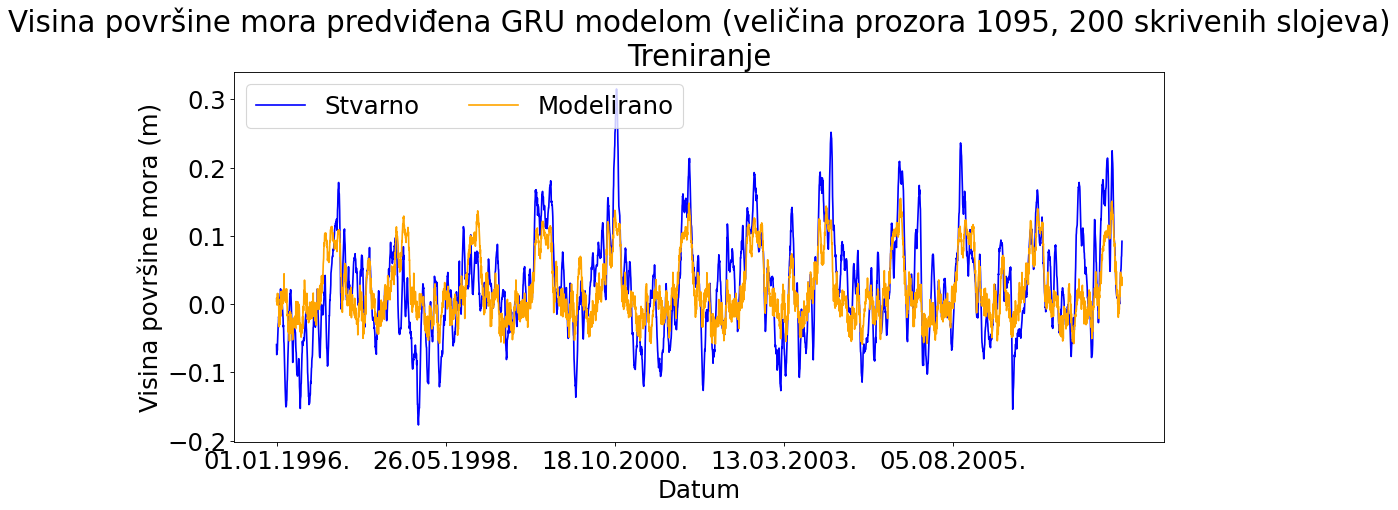 Visina površine mora predviđena GRU modelom (veličina prozora 1095, 200 skrivenih slojeva)
Treniranje
Stvarno
Modelirano
Visina površine mora (m)
0.3
0.2
0.1
0.0
−0.1
−0.2
01.01.1996.
26.05.1998.
18.10.2000.
13.03.2003.
05.08.2005.
Datum